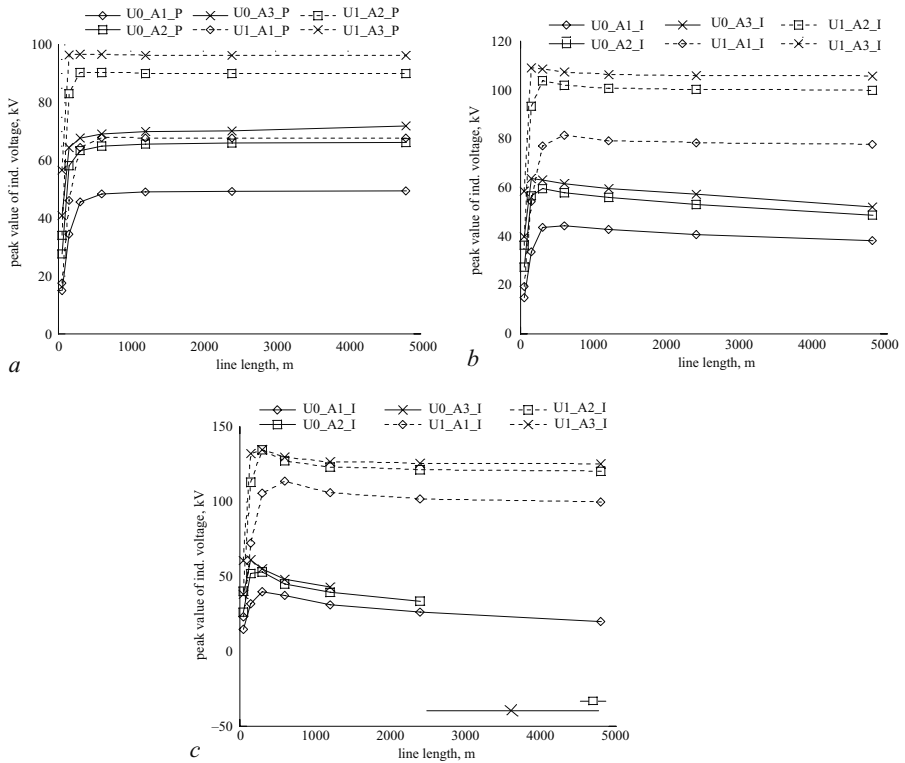 U0_A1_P U0_A3_P U1_A2_P
U0_A2_P U1_A1_P U1_A3_P
100
80
60
40
20
0
peak value of ind. voltage, kV
0 1000 2000 3000 4000 5000
line length, m
a
U0_A1_I U0_A3_I U1_A2_I
U0_A2_I U1_A1_I U1_A3_I
120
100
80
60
40
20
0
peak value of ind. voltage, kV
0 1000 2000 3000 4000 5000
line length, m
b
U0_A1_I U0_A3_I U1_A2_I
U0_A2_I U1_A1_I U1_A3_I
150
100
50
0
–50
peak value of ind. voltage, kV
0 1000 2000 3000 4000 5000
line length, m
c